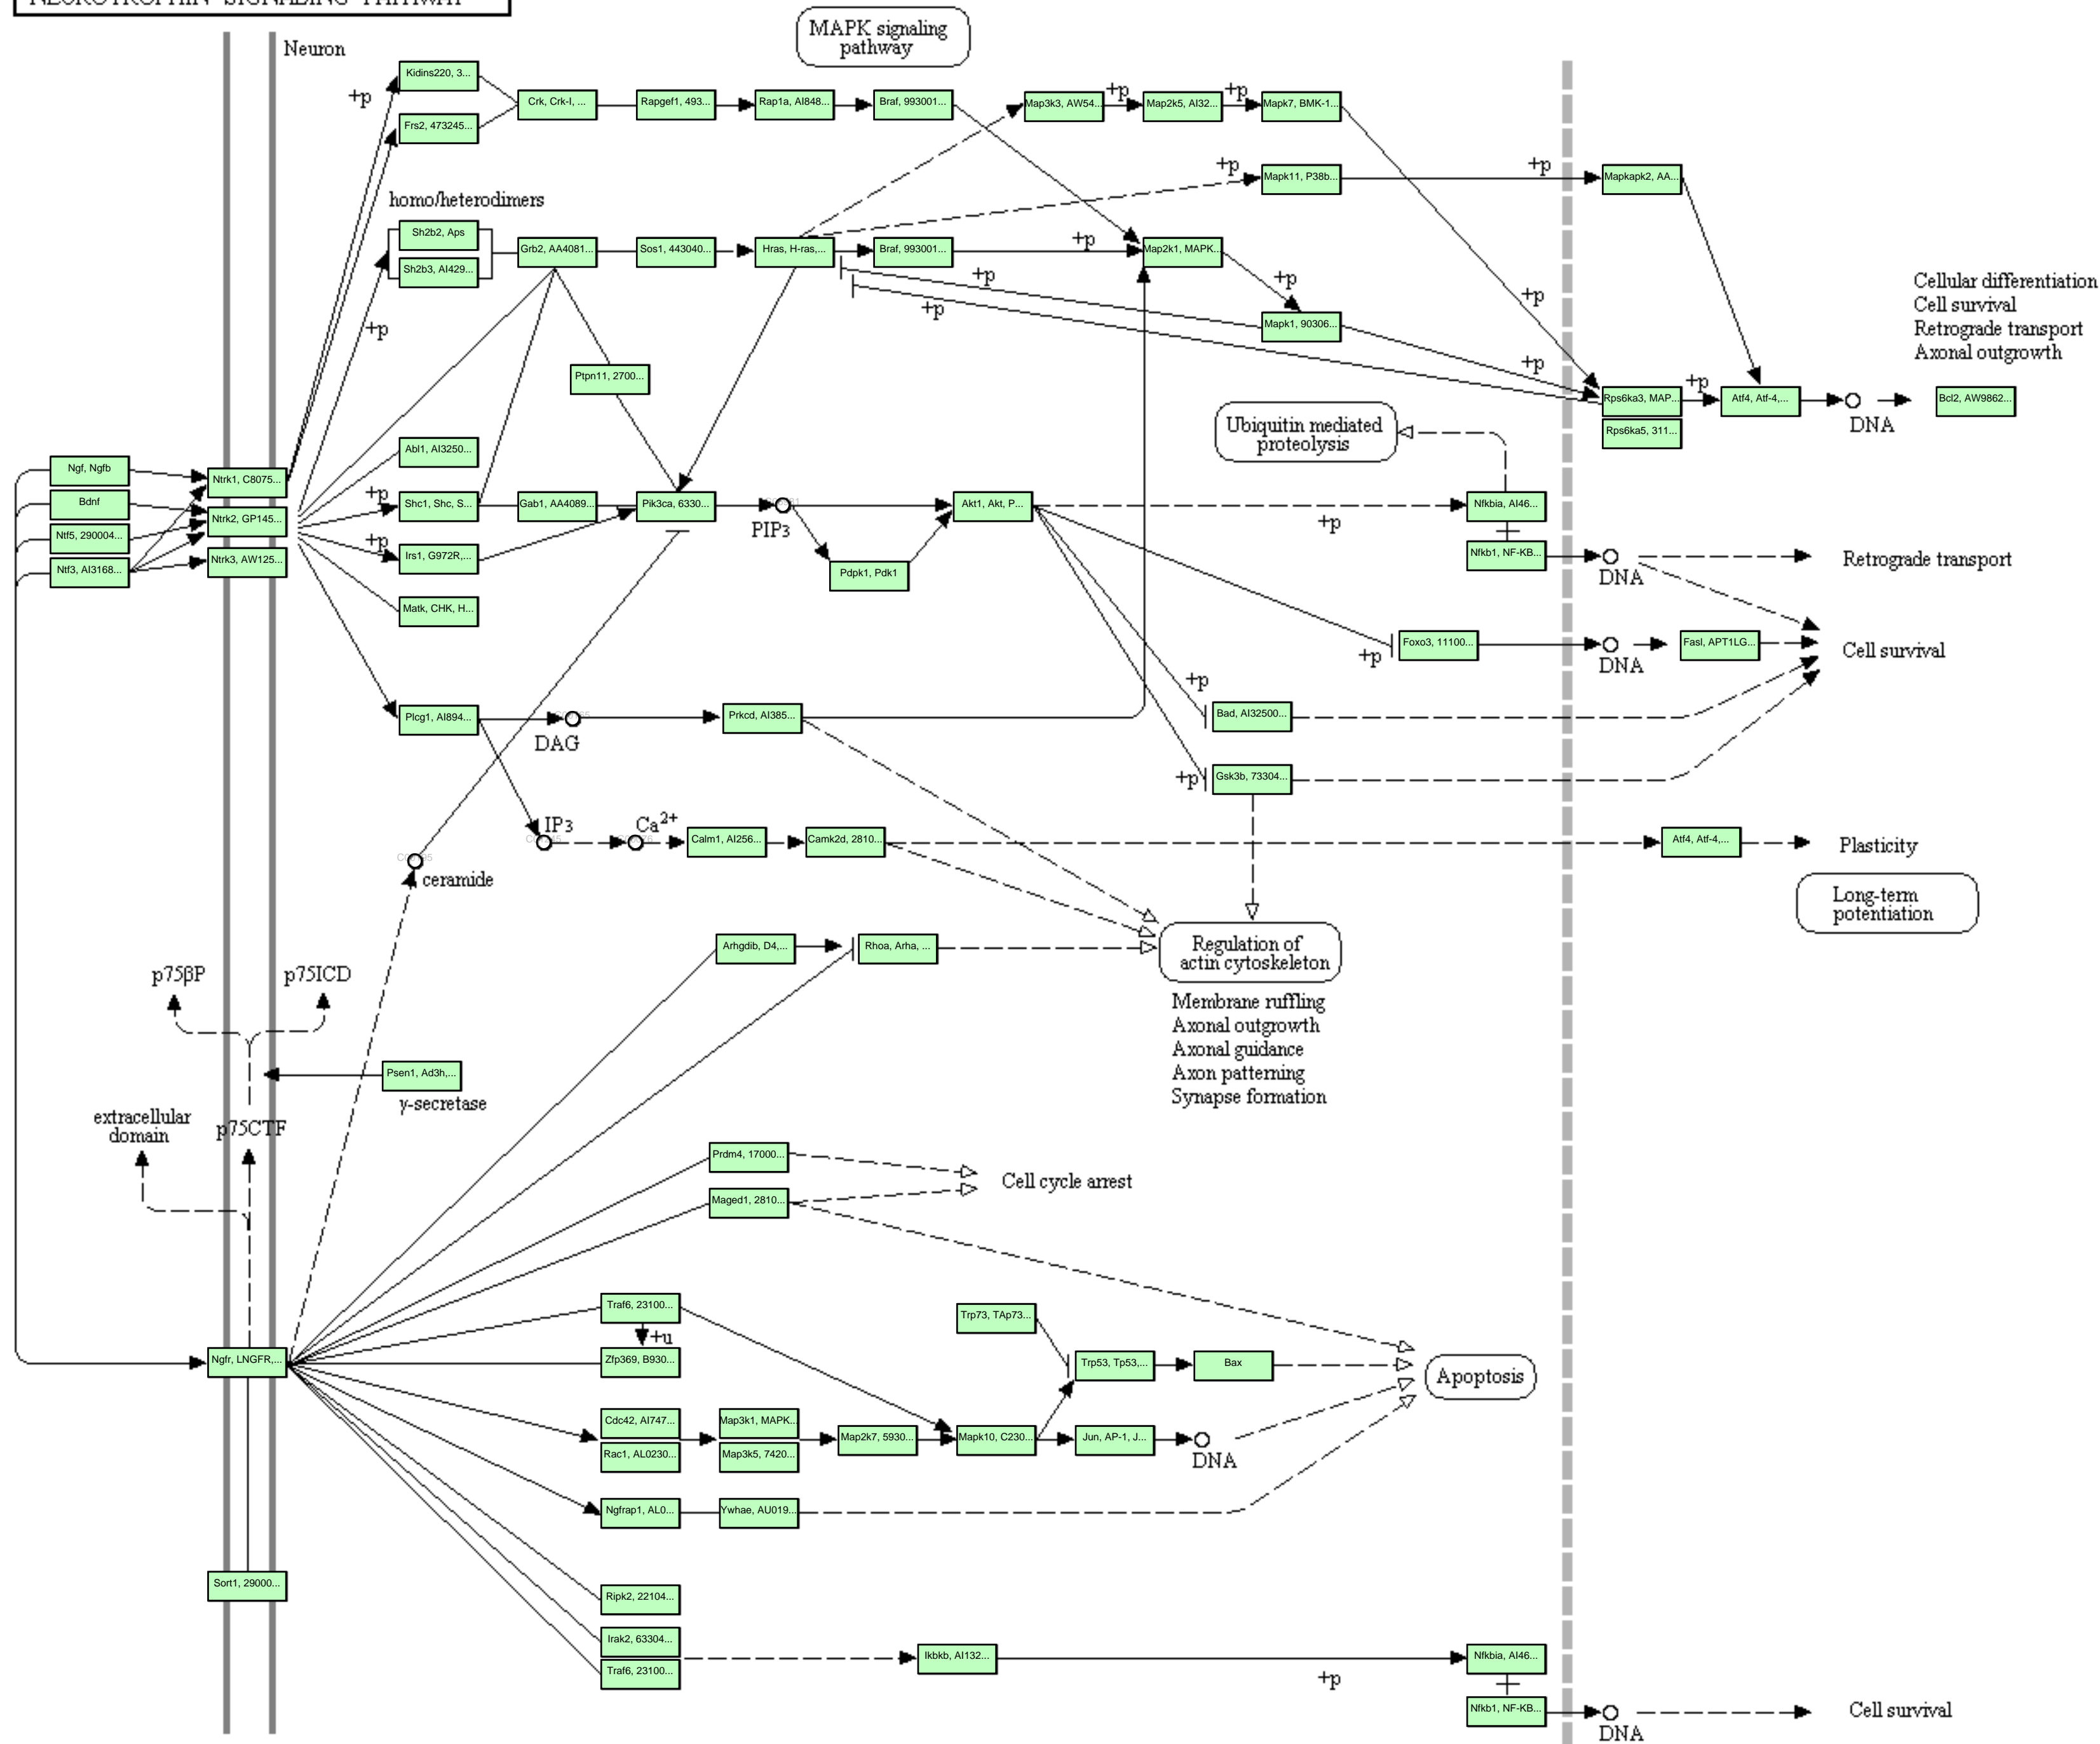 NEUROTROPHIN SIGNALING PATHWAY
Neuron
MAPK signaling
pathway
+p
Kidins220, 3...
Crk, Crk-I, ...
Rapgef1, 493...
Rap1a, AI848...
Braf, 993001...
Map3k3, AW54...
+p
Map2k5, AI32...
+p
Mapk7, BMK-1...
Frs2, 473245...
+p
Mapk11, P38b...
+p
Mapkapk2, AA...
homo/heterodimers
Sh2b2, Aps
Sh2b3, AI429...
Grb2, AA4081...
Sos1, 443040...
Hras, H-ras,...
Braf, 993001...
+p
Map2k1, MAPK...
+p
+p
+p
+p
Mapk1, 90306...
+p
+p
+p
Cellular differentiation
Cell survival
Retrograde transport
Axonal outgrowth
Ptpn11, 2700...
Rps6ka3, MAP...
+p
Atf4, Atf-4,...
DNA
Bcl2, AW9862...
Rps6ka5, 311...
Ubiquitin mediated
proteolysis
Abl1, AI3250...
Ngf, Ngfb
Bdnf
Ntf5, 290004...
Ntf3, AI3168...
Ntrk1, C8075...
Ntrk2, GP145...
Ntrk3, AW125...
+p
Shc1, Shc, S...
Gab1, AA4089...
Pik3ca, 6330...
PIP3
Akt1, Akt, P...
+p
Nfkbia, AI46...
+p
Irs1, G972R,...
Pdpk1, Pdk1
Nfkb1, NF-KB...
DNA
Retrograde transport
Matk, CHK, H...
+p
Foxo3, 11100...
DNA
Fasl, APT1LG...
Cell survival
Plcg1, AI894...
DAG
Prkcd, AI385...
+p
Bad, AI32500...
+p
Gsk3b, 73304...
IP3
Ca2+
Calm1, AI256...
Camk2d, 2810...
Atf4, Atf-4,...
Plasticity
ceramide
Long-term
potentiation
Arhgdib, D4,...
Rhoa, Arha, ...
Regulation of
actin cytoskeleton
p75βP
p75ICD
Membrane ruffling
Axonal outgrowth
Axonal guidance
Axon patterning
Synapse formation
Psen1, Ad3h,...
γ-secretase
extracellular
domain
p75CTF
Prdm4, 17000...
Maged1, 2810...
Cell cycle arrest
Traf6, 23100...
+u
Zfp369, B930...
Trp73, TAp73...
Ngfr, LNGFR,...
Trp53, Tp53,...
Bax
Apoptosis
Cdc42, AI747...
Rac1, AL0230...
Map3k1, MAPK...
Map3k5, 7420...
Map2k7, 5930...
Mapk10, C230...
Jun, AP-1, J...
DNA
Ngfrap1, AL0...
Ywhae, AU019...
Sort1, 29000...
Ripk2, 22104...
Irak2, 63304...
Traf6, 23100...
Ikbkb, AI132...
+p
Nfkbia, AI46...
Nfkb1, NF-KB...
DNA
Cell survival